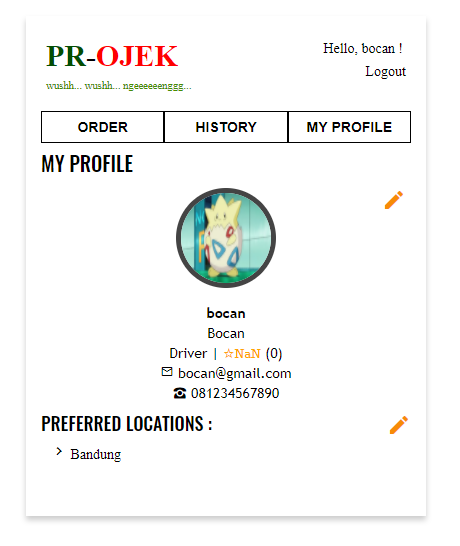 PR-OJEK
Hello, bocan !
wushh... wushh... ngeeeeeenggg...
Logout
ORDER HISTORY MY PROFILE
MY PROFILE
bocan
Bocan
Driver | ☆NaN (0)
bocan@gmail.com
081234567890
PREFERRED LOCATIONS :
Bandung